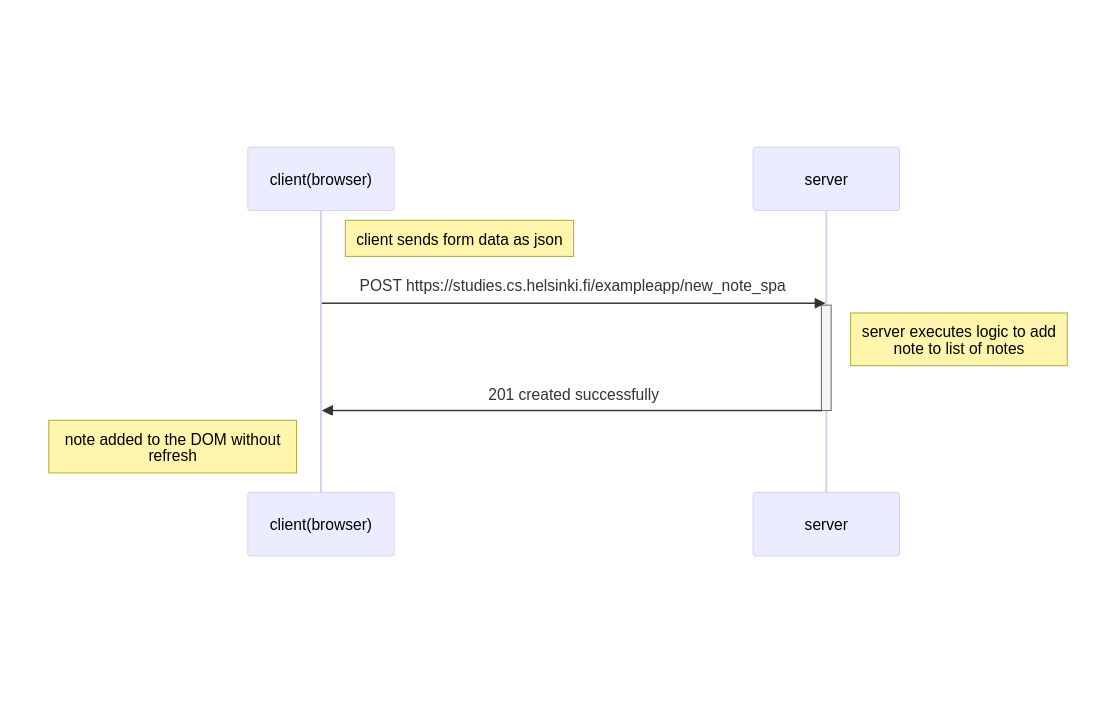 client(browser)
server
client sends form data as json
POST https://studies.cs.helsinki.fi/exampleapp/new_note_spa
server executes logic to add
note to list of notes
201 created successfully
note added to the DOM without
refresh
client(browser)
server